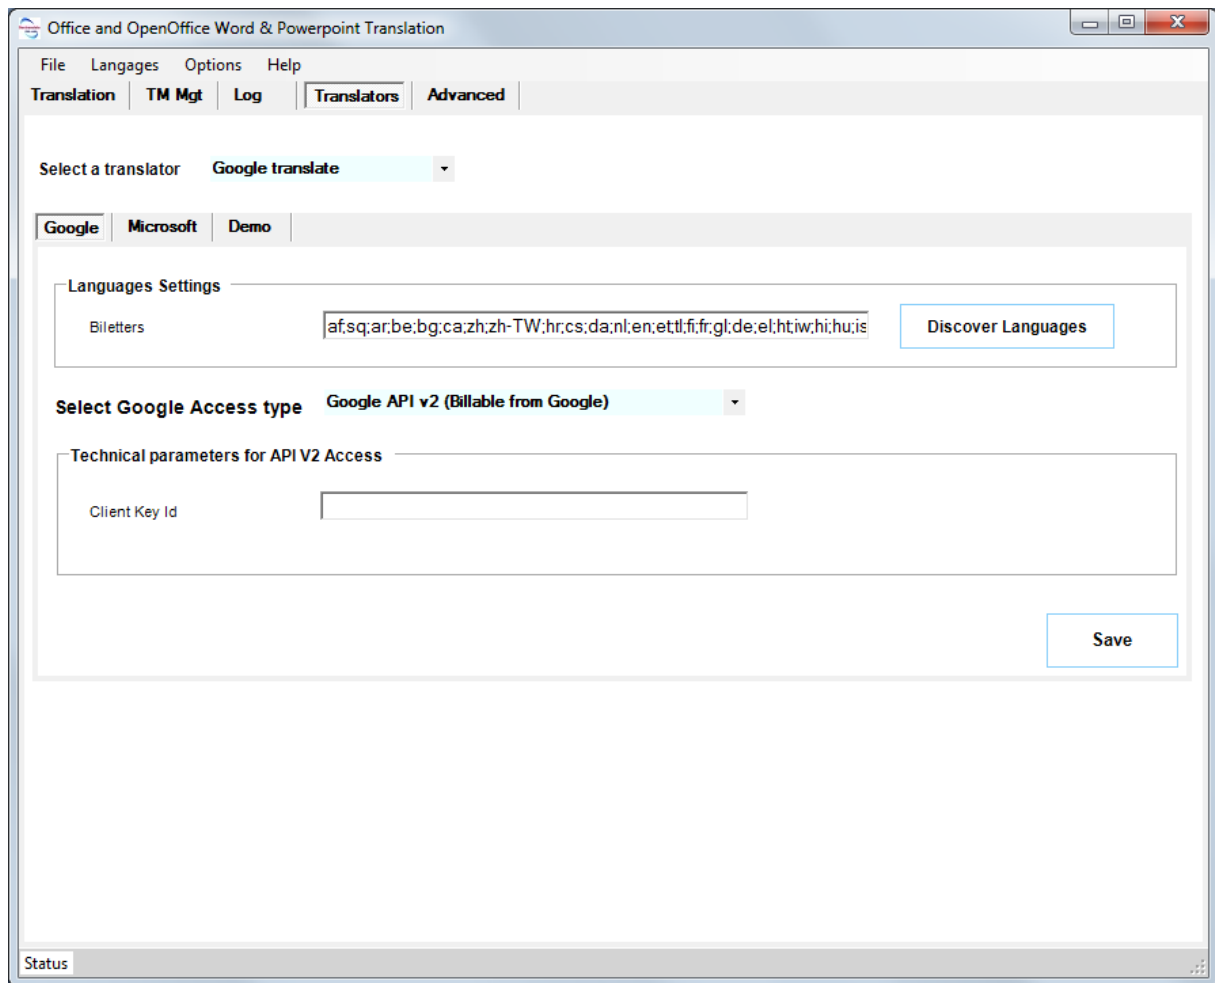 Office and OpenOffice Word & Powerpoint Translation
File Langages Options Help
Translation TM Mgt Log Translators Advanced
Select a translator Google translate
Google Microsoft Demo
Languages Settings
Biletters af;sq;ar;be;bg;ca;zh;zh-TW;hr;cs;da;nl;en;et;tl;fi;fr;gl;de;el;ht;iw;hi;hu;is Discover Languages
Select Google Access type Google API v2 (Billable from Google)
Technical parameters for API V2 Access
Client Key Id
Save
Status